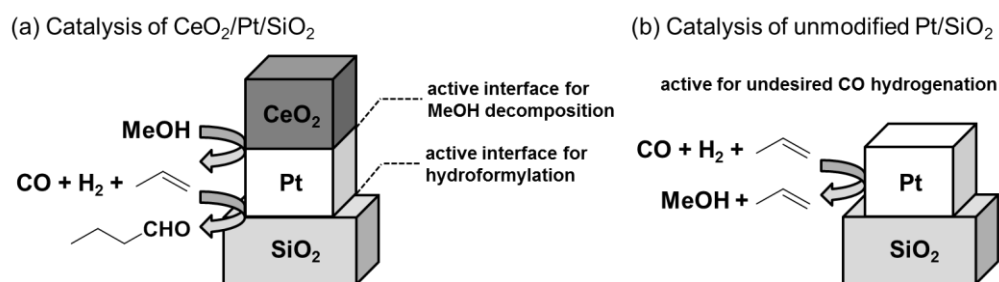 (a) Catalysis of CeO₂/Pt/SiO₂
CeO₂
MeOH
active interface for
MeOH decomposition
CO + H₂ +
Pt
active interface for
hydroformylation
CHO
SiO₂
(b) Catalysis of unmodified Pt/SiO₂
active for undesired CO hydrogenation
CO + H₂ +
MeOH +
Pt
SiO₂